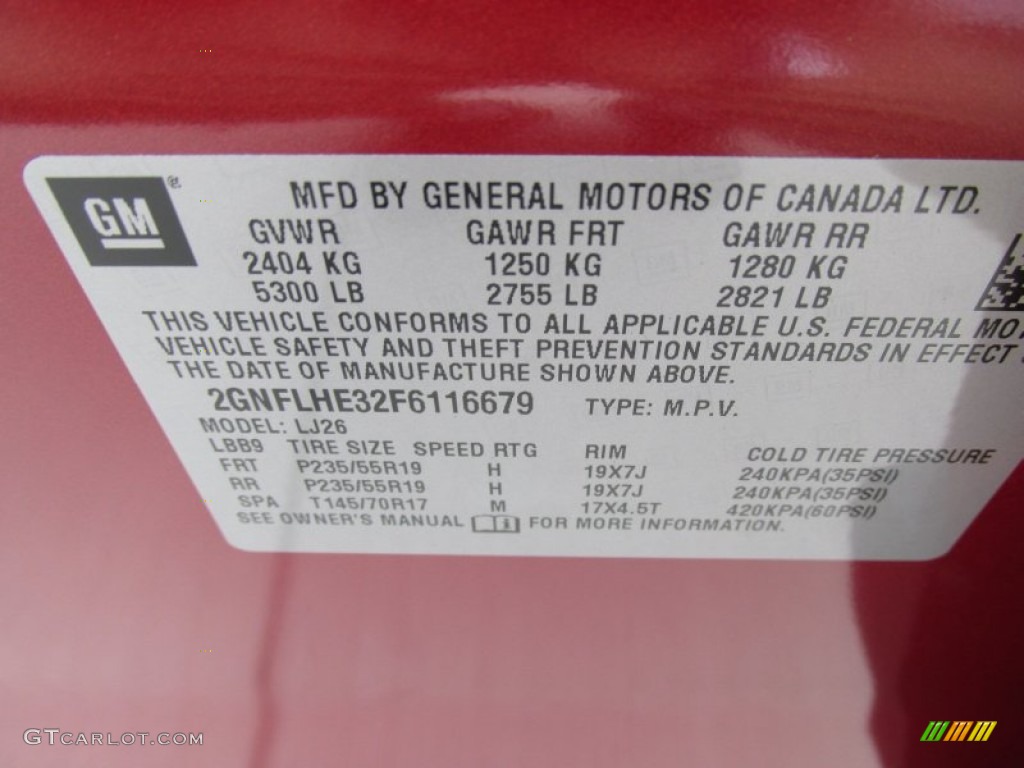 GM ® MFD BY GENERAL MOTORS OF CANADA LTD.
GVWR GAWR FRT GAWR RR
2404 KG 1250 KG 1280 KG
5300 LB 2755 LB 2821 LB
THIS VEHICLE CONFORMS TO ALL APPLICABLE U.S. FEDERAL MO
VEHICLE SAFETY AND THEFT PREVENTION STANDARDS IN EFFECT
THE DATE OF MANUFACTURE SHOWN ABOVE.
2GNFLHE32F6116679 TYPE: M.P.V.
MODEL: LJ26
LBB9 TIRE SIZE SPEED RTG RIM COLD TIRE PRESSURE
FRT P235/55R19 H 19X7J 240KPA(35PSI)
RR P235/55R19 H 19X7J 240KPA(35PSI)
SPA T145/70R17 M 17X4.5T 420KPA(60PSI)
SEE OWNER'S MANUAL FOR MORE INFORMATION.
GTCARLOT.COM